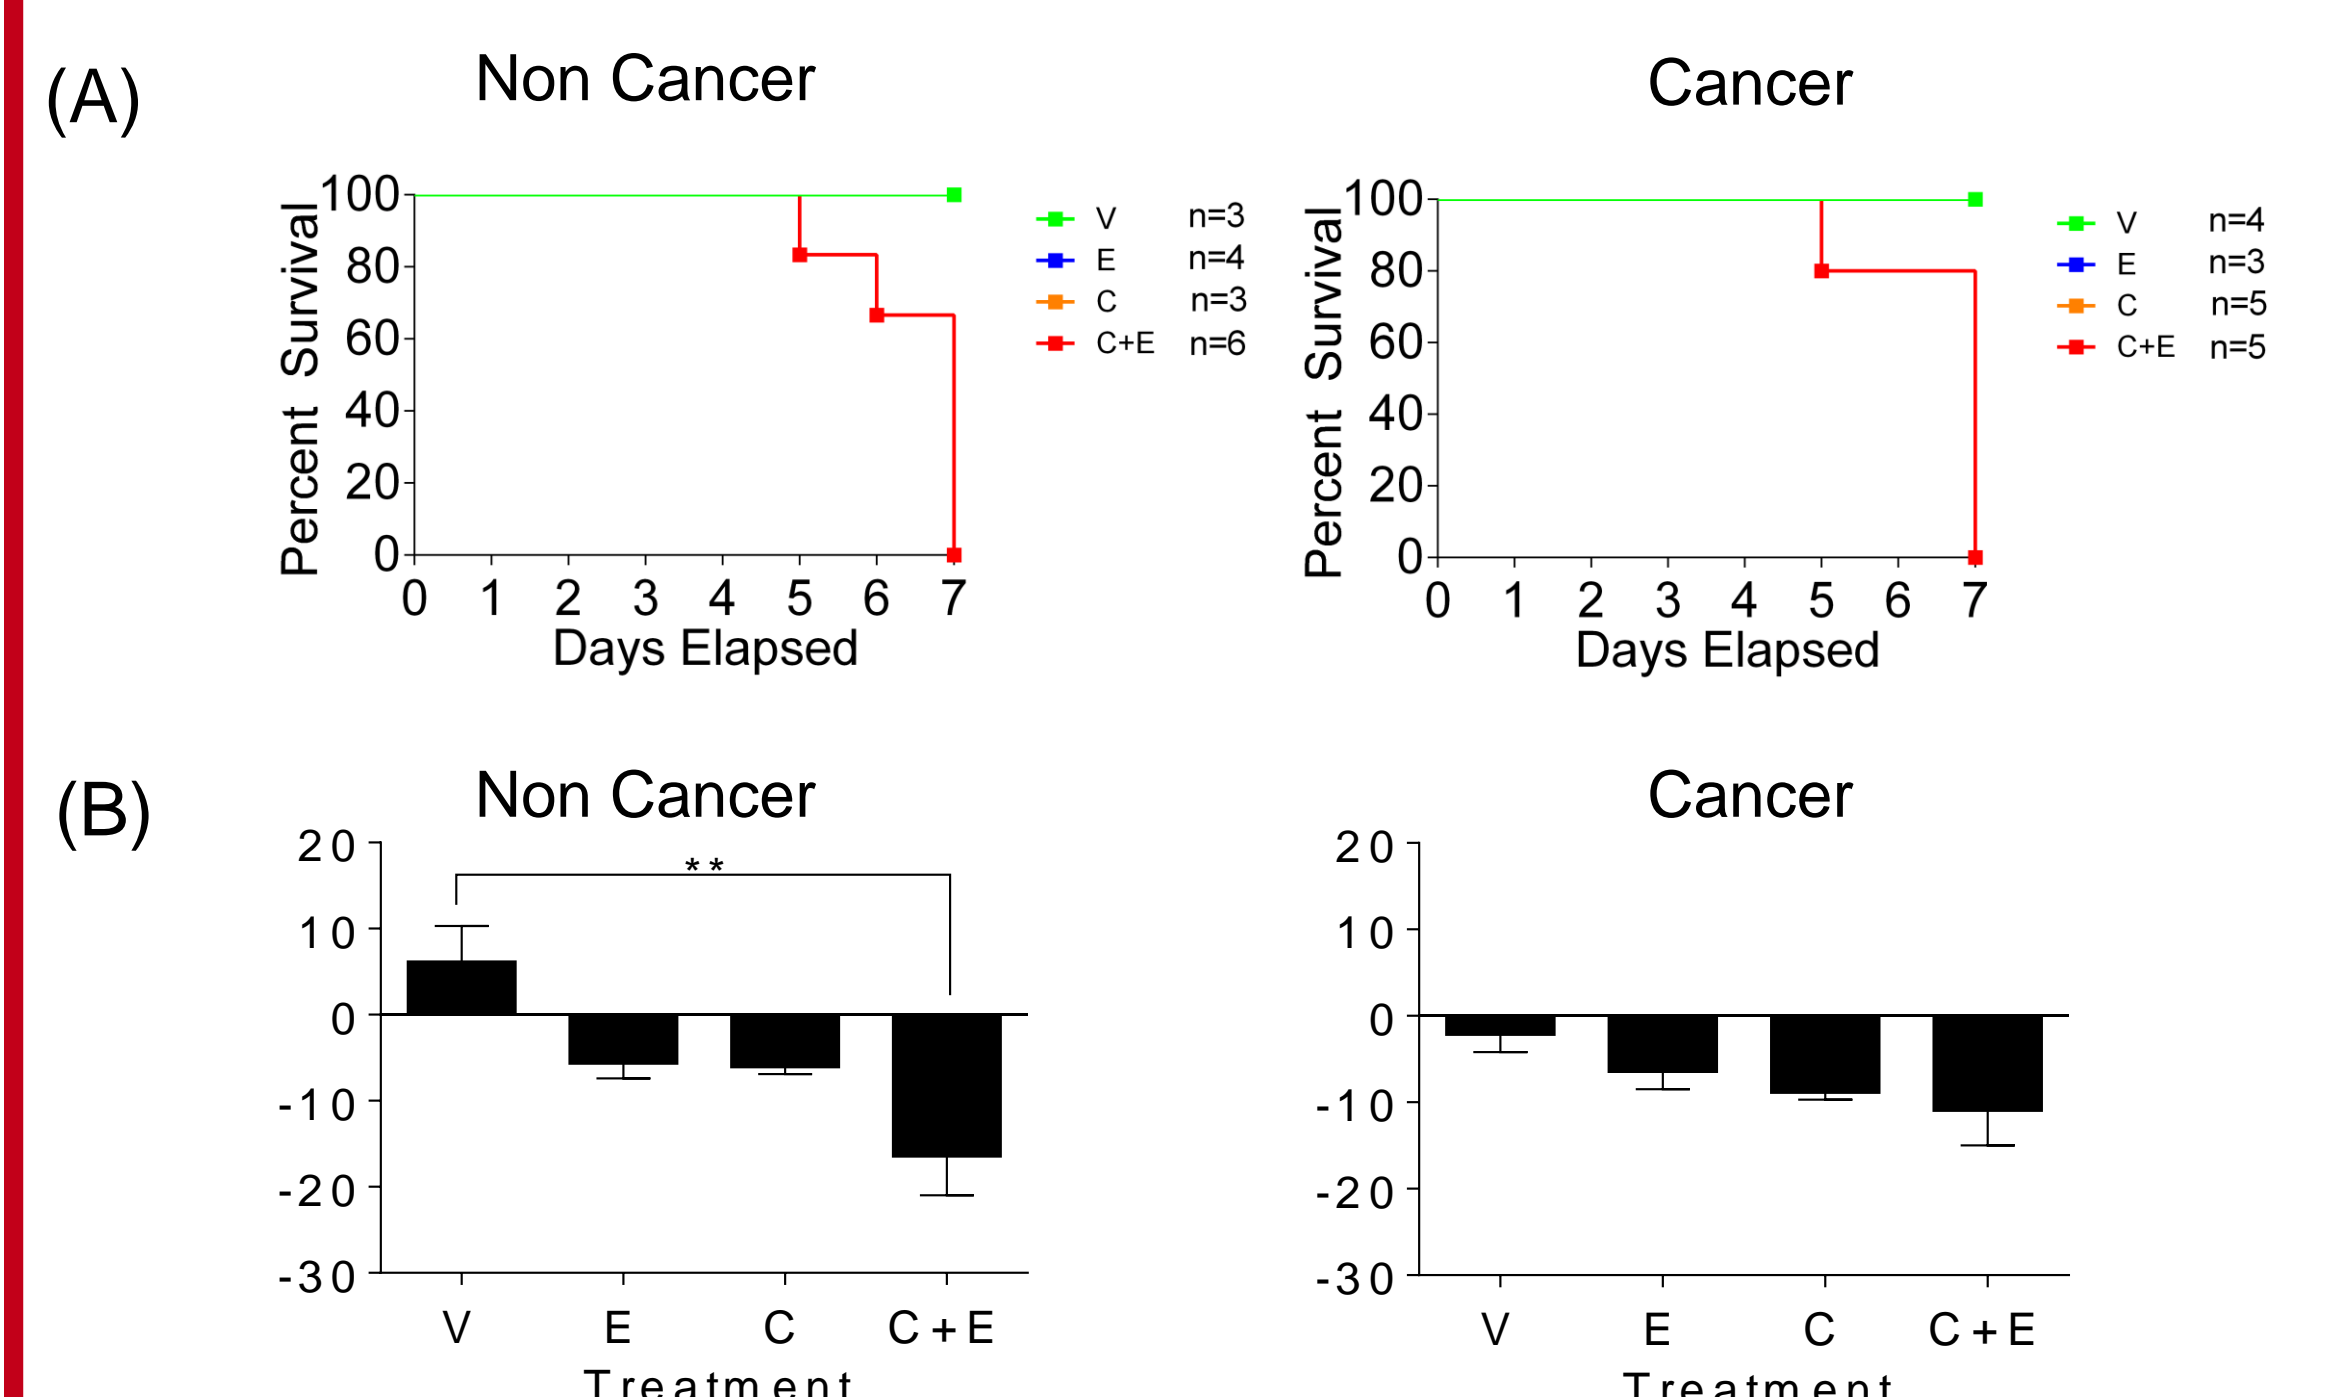 (A)
Non Cancer
Percent Survival
100
80
60
40
20
0
0 1 2 3 4 5 6 7
Days Elapsed
V n=3
E n=4
C n=3
C+E n=6
Cancer
Percent Survival
100
80
60
40
20
0
0 1 2 3 4 5 6 7
Days Elapsed
V n=4
E n=3
C n=5
C+E n=5
(B)
Non Cancer
20
10
0
-10
-20
-30
**
V E C C+E
Treatment
Cancer
20
10
0
-10
-20
-30
V E C C+E
Treatment